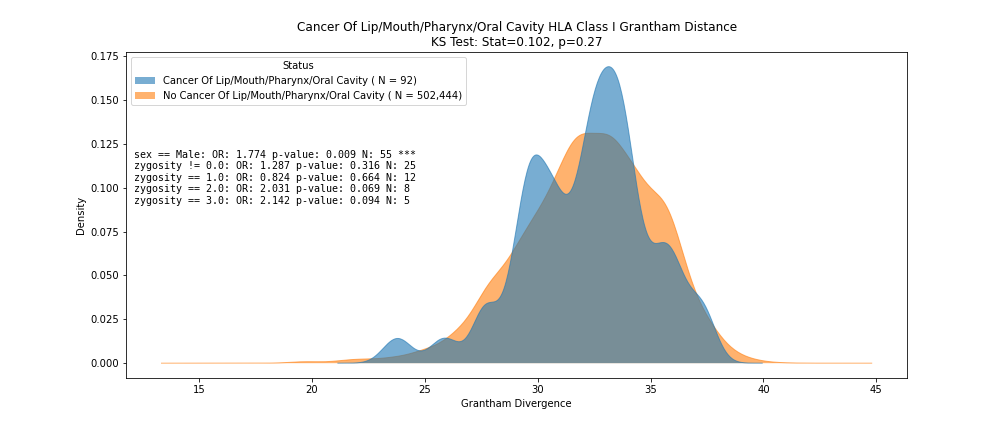 Cancer Of Lip/Mouth/Pharynx/Oral Cavity HLA Class I Grantham Distance
KS Test: Stat=0.102, p=0.27
Status
Cancer Of Lip/Mouth/Pharynx/Oral Cavity ( N = 92)
No Cancer Of Lip/Mouth/Pharynx/Oral Cavity ( N = 502,444)
sex == Male: OR: 1.774 p-value: 0.009 N: 55 ***
zygosity != 0.0: OR: 1.287 p-value: 0.316 N: 25
zygosity == 1.0: OR: 0.824 p-value: 0.664 N: 12
zygosity == 2.0: OR: 2.031 p-value: 0.069 N: 8
zygosity == 3.0: OR: 2.142 p-value: 0.094 N: 5
Density
0.175
0.150
0.125
0.100
0.075
0.050
0.025
0.000
15
20
25
30
35
40
45
Grantham Divergence